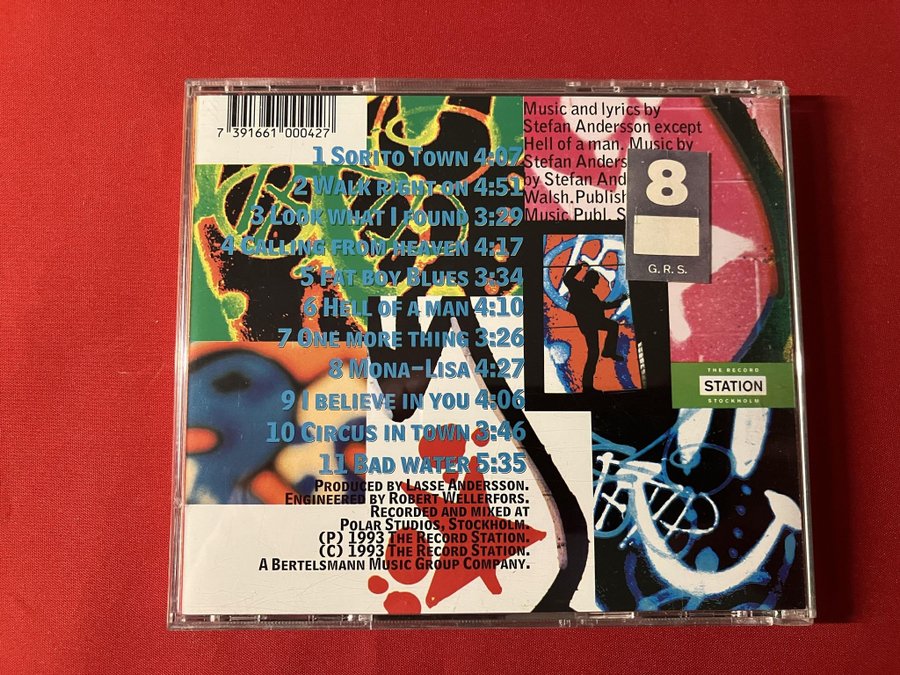 7 391661 000427
1 Sorito Town 4:07
2 Walk right on 4:51
3 Look what I found 3:29
4 Calling from heaven 4:17
5 Fat boy Blues 3:34
6 Hell of a man 4:10
7 One more thing 3:26
8 Mona-Lisa 4:27
9 I believe in you 4:06
10 Circus in town 3:46
11 Bad water 5:35
Produced by Lasse Andersson.
Engineered by Robert Wellerfors.
Recorded and mixed at
Polar Studios, Stockholm.
(P) 1993 The Record Station.
(C) 1993 The Record Station.
A Bertelsmann Music Group Company.
Music and lyrics by
Stefan Andersson except
Hell of a man. Music by
Stefan Anders
by Stefan And
Walsh. Publish
Music Publ. S
8
G.R.S.
THE RECORD
STATION
STOCKHOLM